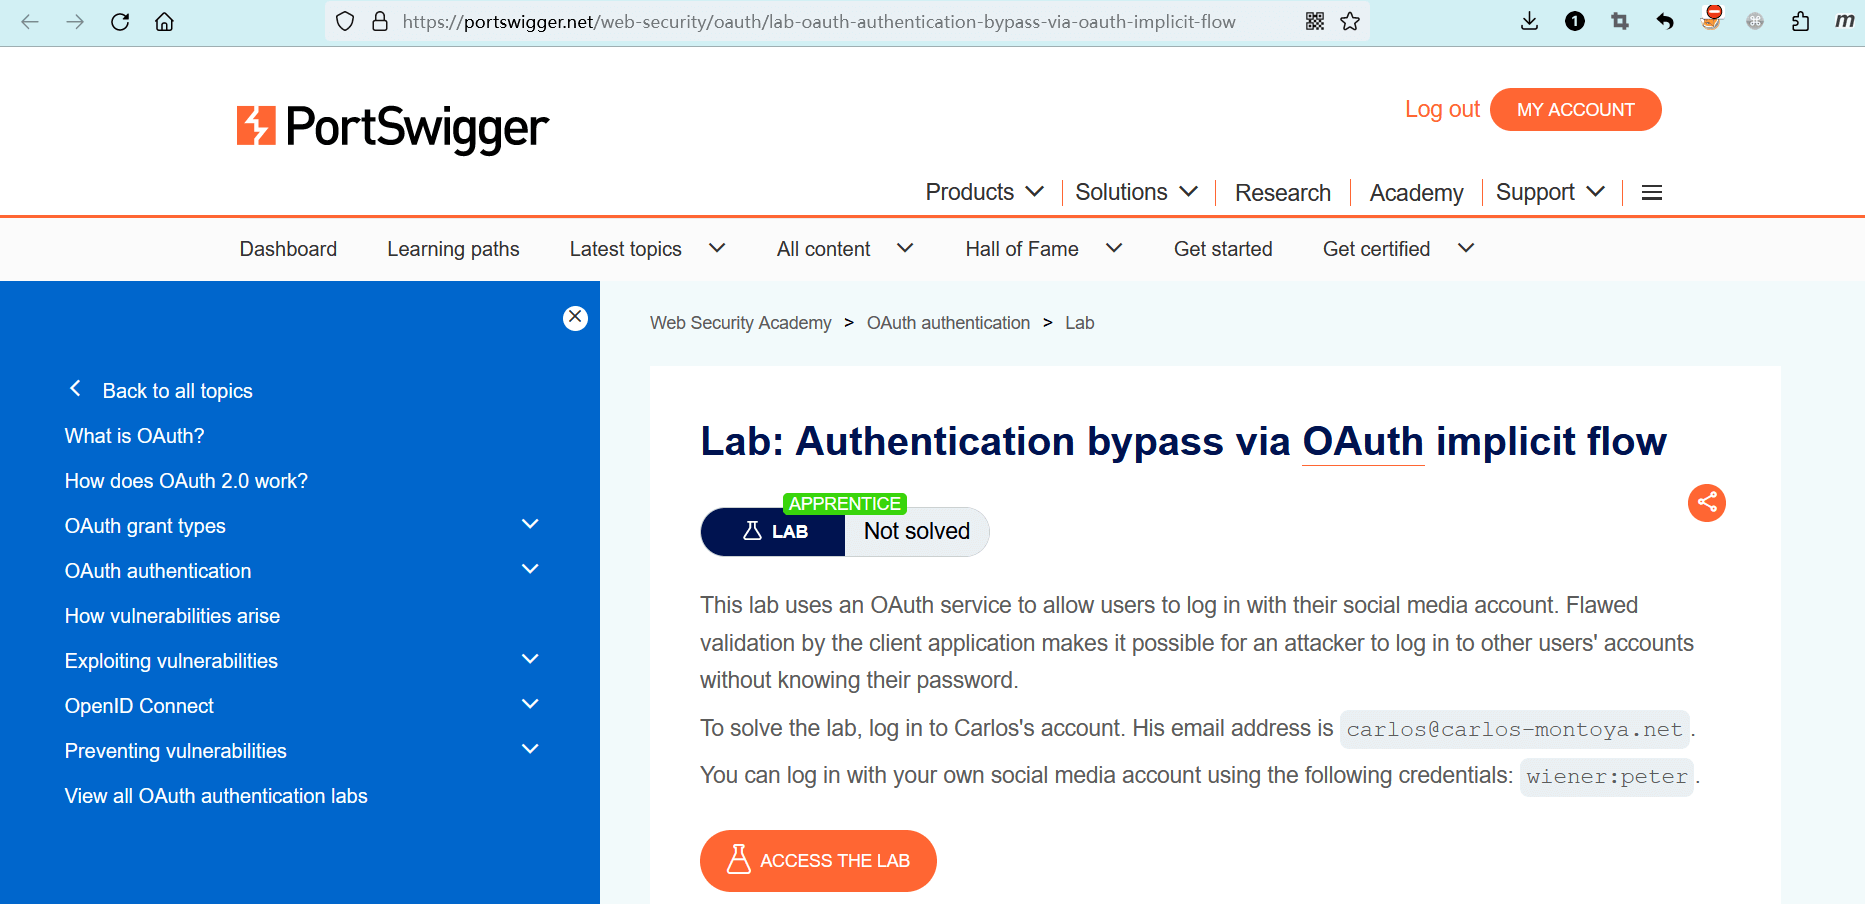 https://portswigger.net/web-security/oauth/lab-oauth-authentication-bypass-via-oauth-implicit-flow
1
m
PortSwigger
Log out
MY ACCOUNT
Products
Solutions
Research
Academy
Support
Dashboard
Learning paths
Latest topics
All content
Hall of Fame
Get started
Get certified
Back to all topics
What is OAuth?
How does OAuth 2.0 work?
OAuth grant types
OAuth authentication
How vulnerabilities arise
Exploiting vulnerabilities
OpenID Connect
Preventing vulnerabilities
View all OAuth authentication labs
Web Security Academy > OAuth authentication > Lab
Lab: Authentication bypass via OAuth implicit flow
APPRENTICE
LAB
Not solved
This lab uses an OAuth service to allow users to log in with their social media account. Flawed
validation by the client application makes it possible for an attacker to log in to other users' accounts
without knowing their password.
To solve the lab, log in to Carlos's account. His email address is carlos@carlos-montoya.net.
You can log in with your own social media account using the following credentials: wiener:peter.
ACCESS THE LAB